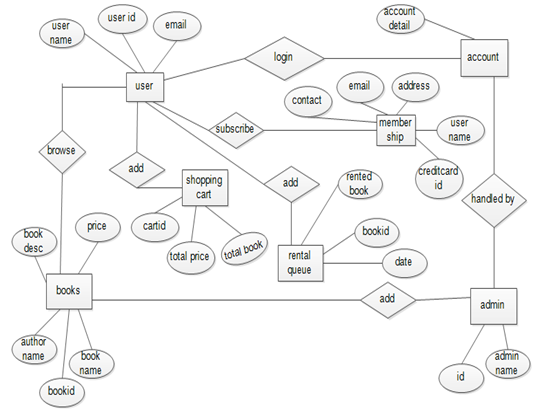 user
name
user id
email
account
detail
login
account
user
email
address
contact
member
ship
user
name
subscribe
browse
add
shopping
cart
add
rented
book
creditcard
id
handled by
cartid
total price
total book
book
desc
price
bookid
rental
queue
date
books
add
admin
author
name
book
name
bookid
id
admin
name